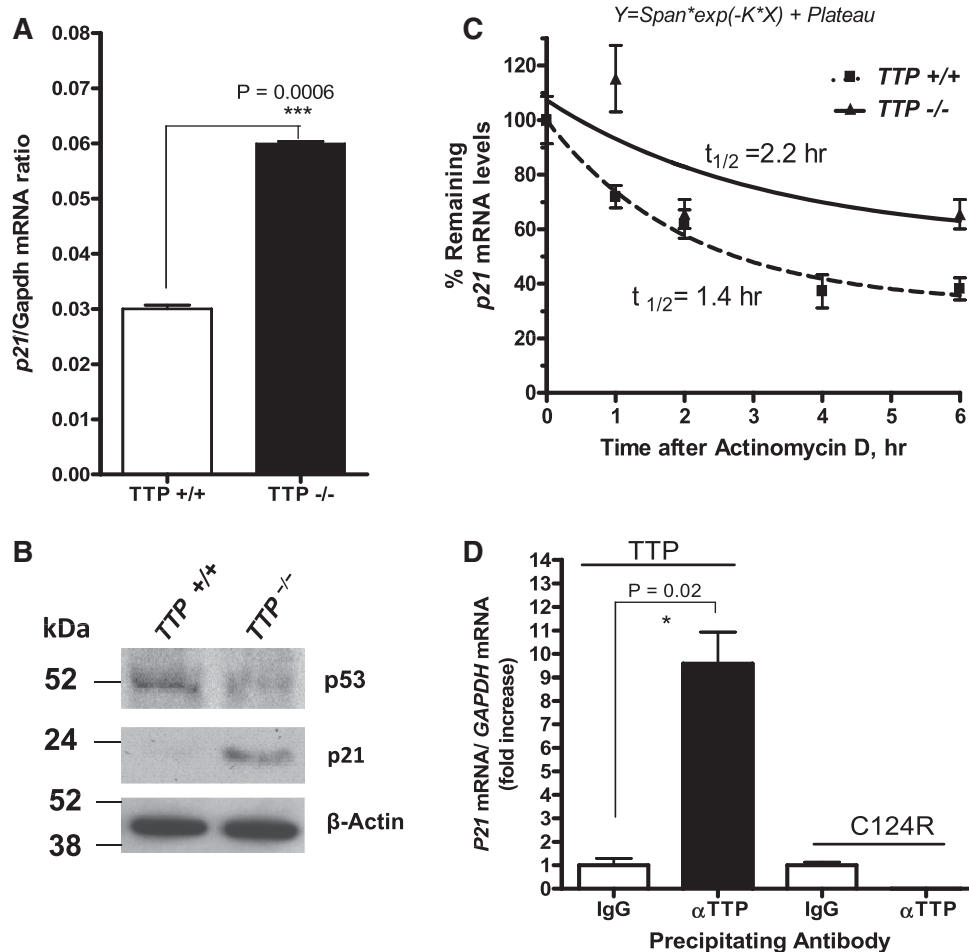 A
p21/Gapdh mRNA ratio
0.08
0.07
0.06
0.05
0.04
0.03
0.02
0.01
0.00
P = 0.0006
***
TTP +/+ TTP -/-
C
Y=Span*exp(-K*X) + Plateau
% Remaining
p21 mRNA levels
120
100
80
60
40
20
0
TTP +/+
TTP -/-
t1/2 =2.2 hr
t 1/2= 1.4 hr
0 1 2 3 4 5 6
Time after Actinomycin D, hr
B
kDa
TTP +/+
TTP -/-
52
p53
24
p21
52
38
β-Actin
D
P21 mRNA/ GAPDH mRNA
(fold increase)
14
13
12
11
10
9
8
7
6
5
4
3
2
1
0
TTP
P = 0.02
*
C124R
IgG αTTP IgG αTTP
Precipitating Antibody